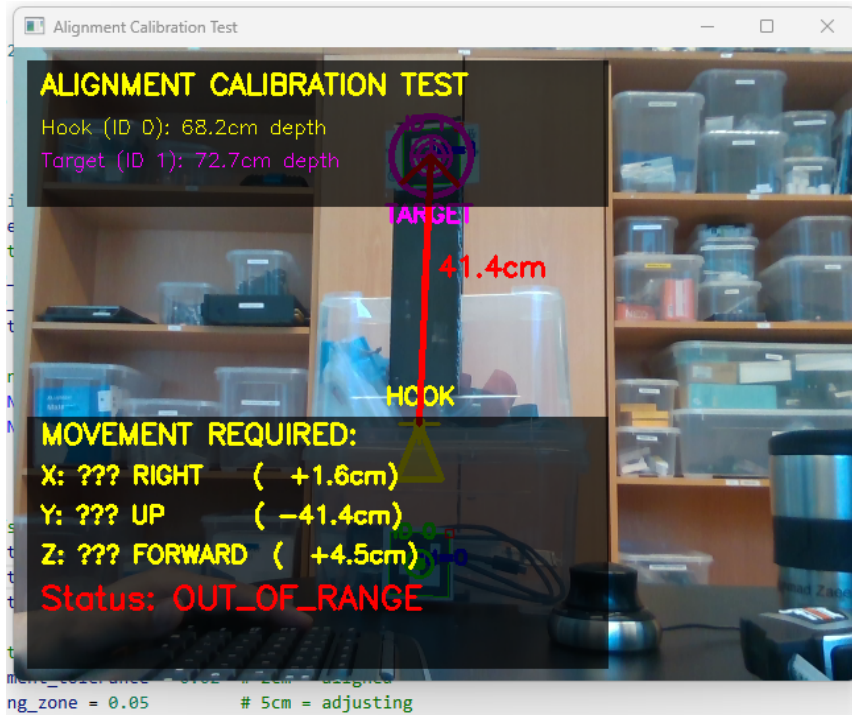 Alignment Calibration Test
ALIGNMENT CALIBRATION TEST
Hook (ID 0): 68.2cm depth
Target (ID 1): 72.7cm depth
TARGET
41.4cm
HOOK
MOVEMENT REQUIRED:
X: ??? RIGHT ( +1.6cm)
Y: ??? UP ( -41.4cm)
Z: ??? FORWARD ( +4.5cm)
ID-0
Status: OUT_OF_RANGE
ng_zone = 0.05 # 5cm = adjusting